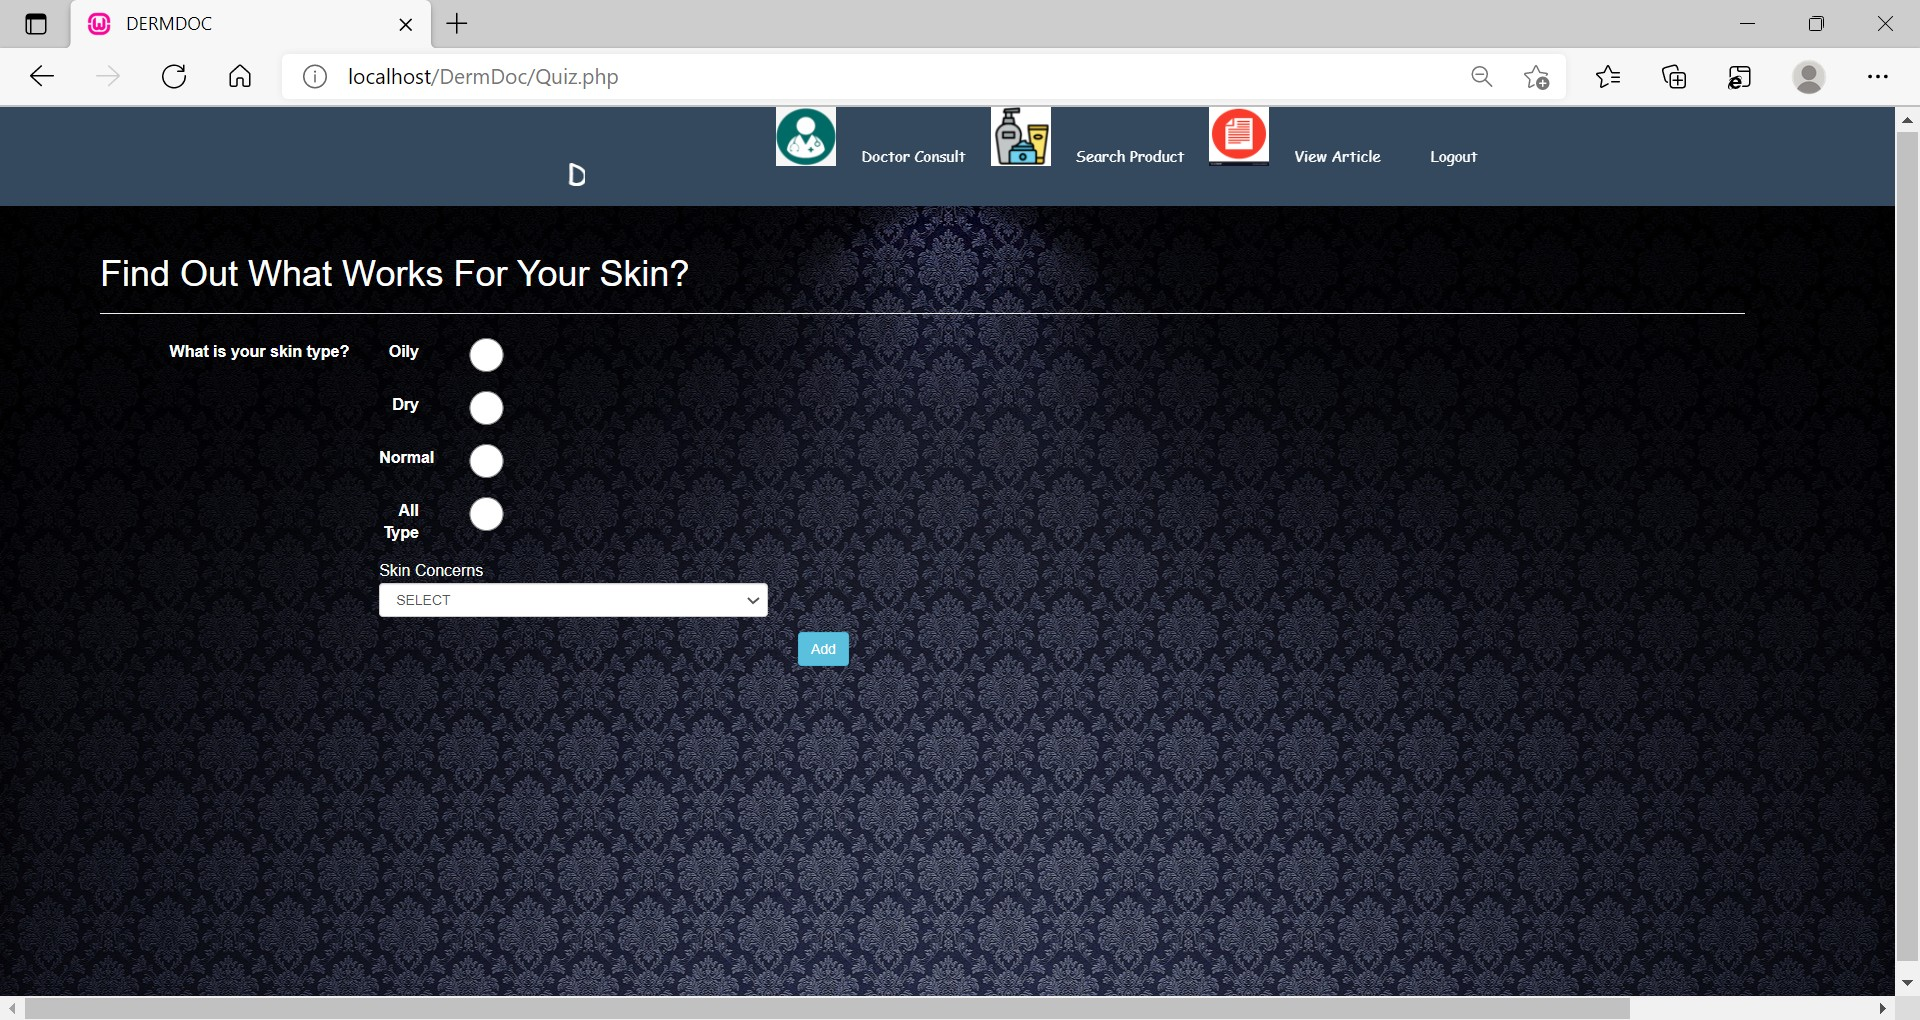 DERMDOC
localhost/DermDoc/Quiz.php
D
Doctor Consult
Search Product
View Article
Logout
Find Out What Works For Your Skin?
What is your skin type?
Oily
Dry
Normal
All
Type
Skin Concerns
SELECT
Add